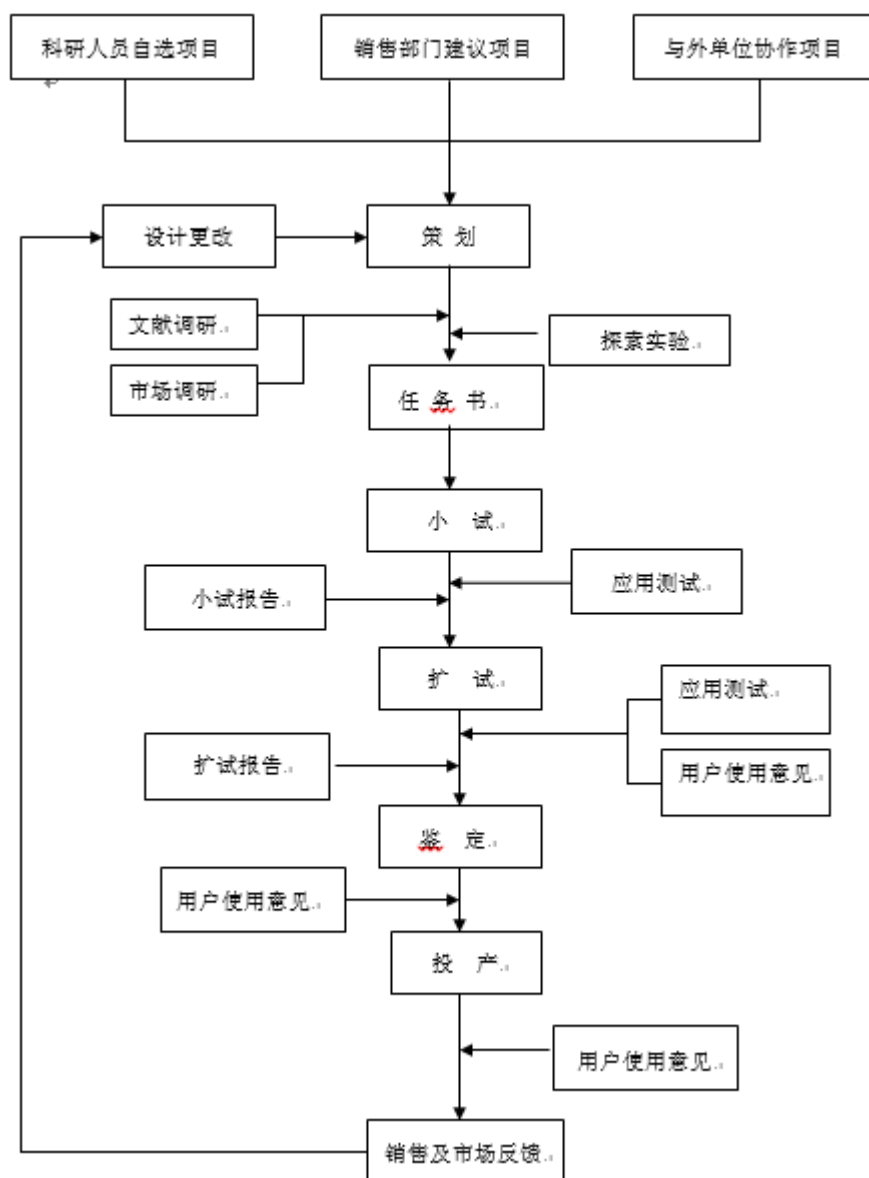 科研人员自选项目
销售部门建议项目
与外单位协作项目
设计更改
策 划
文献调研
探索实验
市场调研
任 务 书
小 试
应用测试
小试报告
扩 试
应用测试
扩试报告
用户使用意见
鉴 定
用户使用意见
投 产
用户使用意见
销售及市场反馈